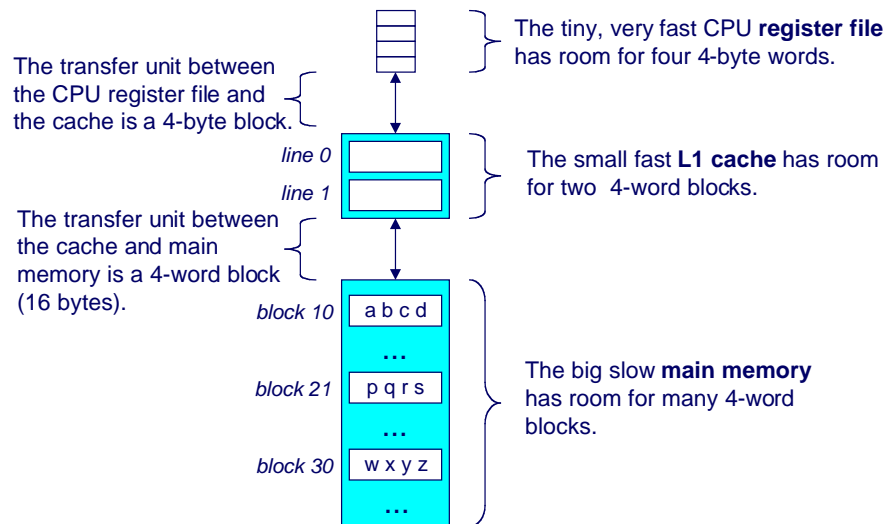 The tiny, very fast CPU register file
has room for four 4-byte words.
The transfer unit between
the CPU register file and
the cache is a 4-byte block.
line 0
line 1
The small fast L1 cache has room
for two 4-word blocks.
The transfer unit between
the cache and main
memory is a 4-word block
(16 bytes).
block 10
a b c d
...
block 21
p q r s
...
block 30
w x y z
...
The big slow main memory
has room for many 4-word
blocks.